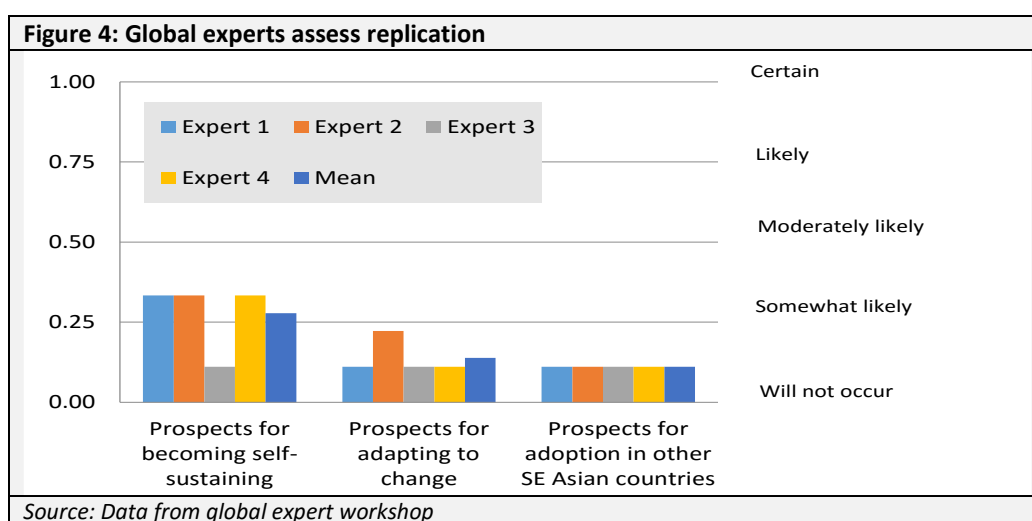 Figure 4: Global experts assess replication
1.00
0.75
0.50
0.25
0.00
Expert 1 Expert 2 Expert 3
Expert 4 Mean
Certain
Likely
Moderately likely
Somewhat likely
Will not occur
Prospects for
becoming self-
sustaining
Prospects for
adapting to
change
Prospects for
adoption in other
SE Asian countries
Source: Data from global expert workshop